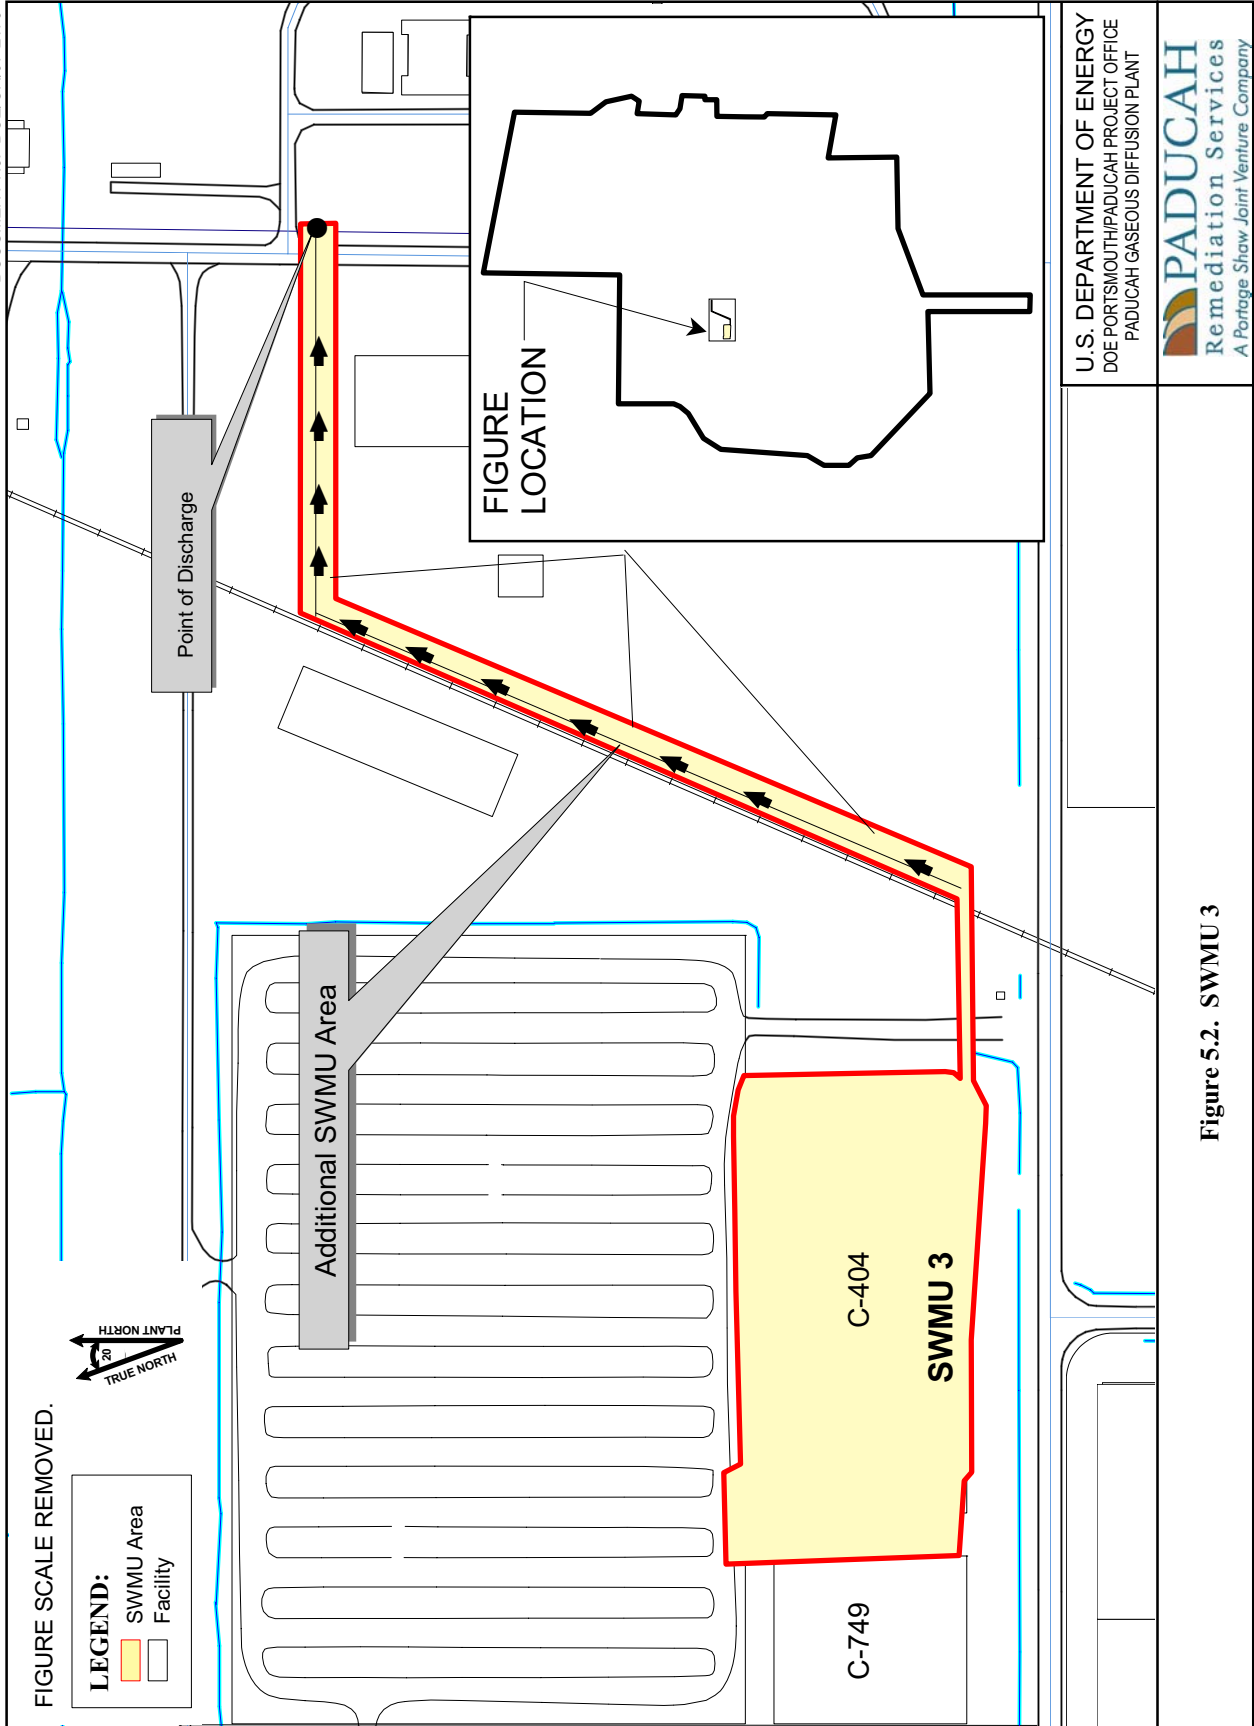 FIGURE SCALE REMOVED.
LEGEND:
SWMU Area
Facility
TRUE NORTH
20
PLANT NORTH
Additional SWMU Area
Point of Discharge
C-749
C-404
SWMU 3
FIGURE
LOCATION
U.S. DEPARTMENT OF ENERGY
DOE PORTSMOUTH/PADUCAH PROJECT OFFICE
PADUCAH GASEOUS DIFFUSION PLANT
PADUCAH
Remediation Services
A Portage Shaw Joint Venture Company
Figure 5.2. SWMU 3